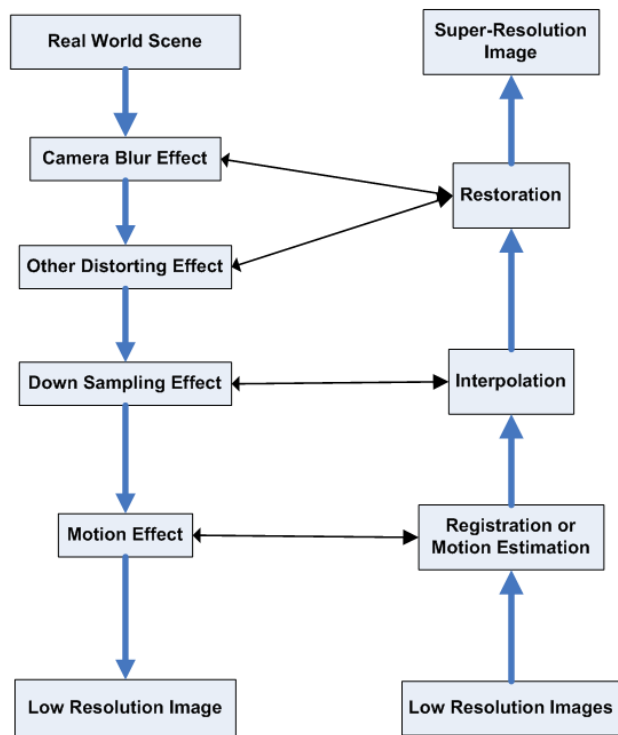 Real World Scene
Camera Blur Effect
Other Distorting Effect
Down Sampling Effect
Motion Effect
Low Resolution Image
Super-Resolution
Image
Restoration
Interpolation
Registration or
Motion Estimation
Low Resolution Images